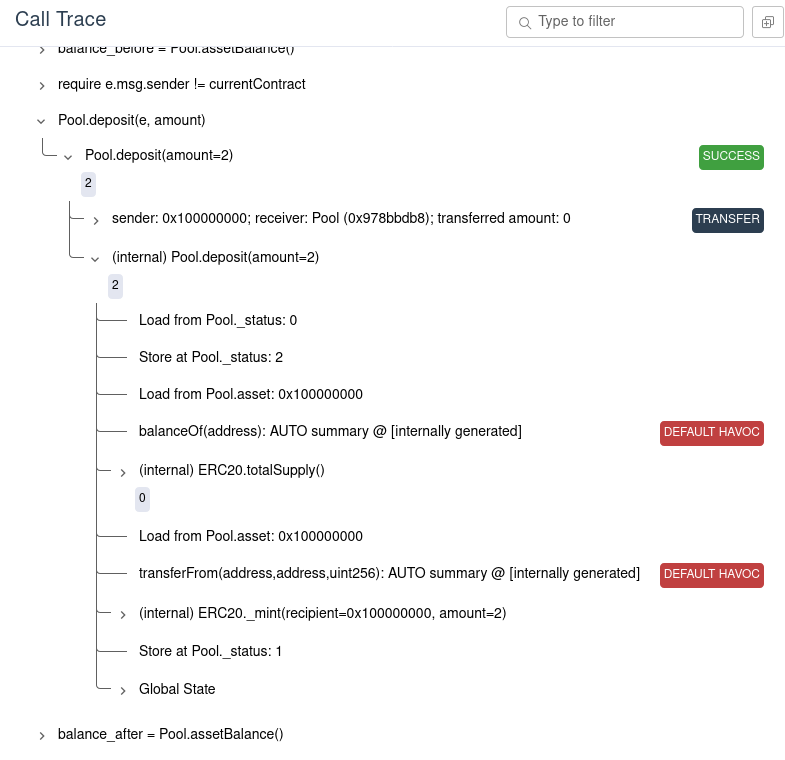 Call Trace
Type to filter
balance_before = Pool.assetBalance()
require e.msg.sender != currentContract
Pool.deposit(e, amount)
Pool.deposit(amount=2) SUCCESS
2
sender: 0x100000000; receiver: Pool (0x978bbdb8); transferred amount: 0 TRANSFER
(internal) Pool.deposit(amount=2)
2
Load from Pool._status: 0
Store at Pool._status: 2
Load from Pool.asset: 0x100000000
balanceOf(address): AUTO summary @ [internally generated] DEFAULT HAVOC
(internal) ERC20.totalSupply()
0
Load from Pool.asset: 0x100000000
transferFrom(address,address,uint256): AUTO summary @ [internally generated] DEFAULT HAVOC
(internal) ERC20._mint(recipient=0x100000000, amount=2)
Store at Pool._status: 1
Global State
balance_after = Pool.assetBalance()